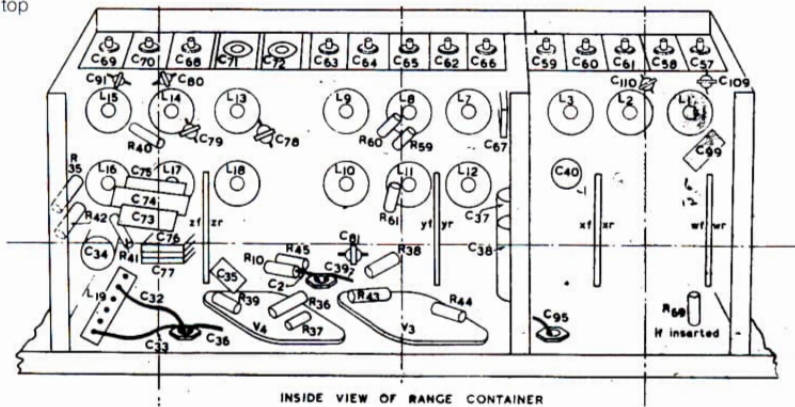 top
C69 C70 C68 C71 C72 C63 C64 C65 C62 C66 C59 C60 C61 C58 C57
C91 C80 C110 C109
L15 L14 L13 L9 L8 L7 L3 L2 L1
R40 C79 C78 R60 R59 C67 C99
R35 L16 C75 L17 L18 L10 L11 L12 C40
C74
R42 C73 zf zr R61 yf yr C37 xf xr wf wr
C34 R41 C76 R45 C81 R38 C38
C77 C35 R10 C39
L19 C32 R39 C2 R36 R43 R44 R68
C33 C36 V4 R37 V3 C95 If inserted
INSIDE VIEW OF RANGE CONTAINER